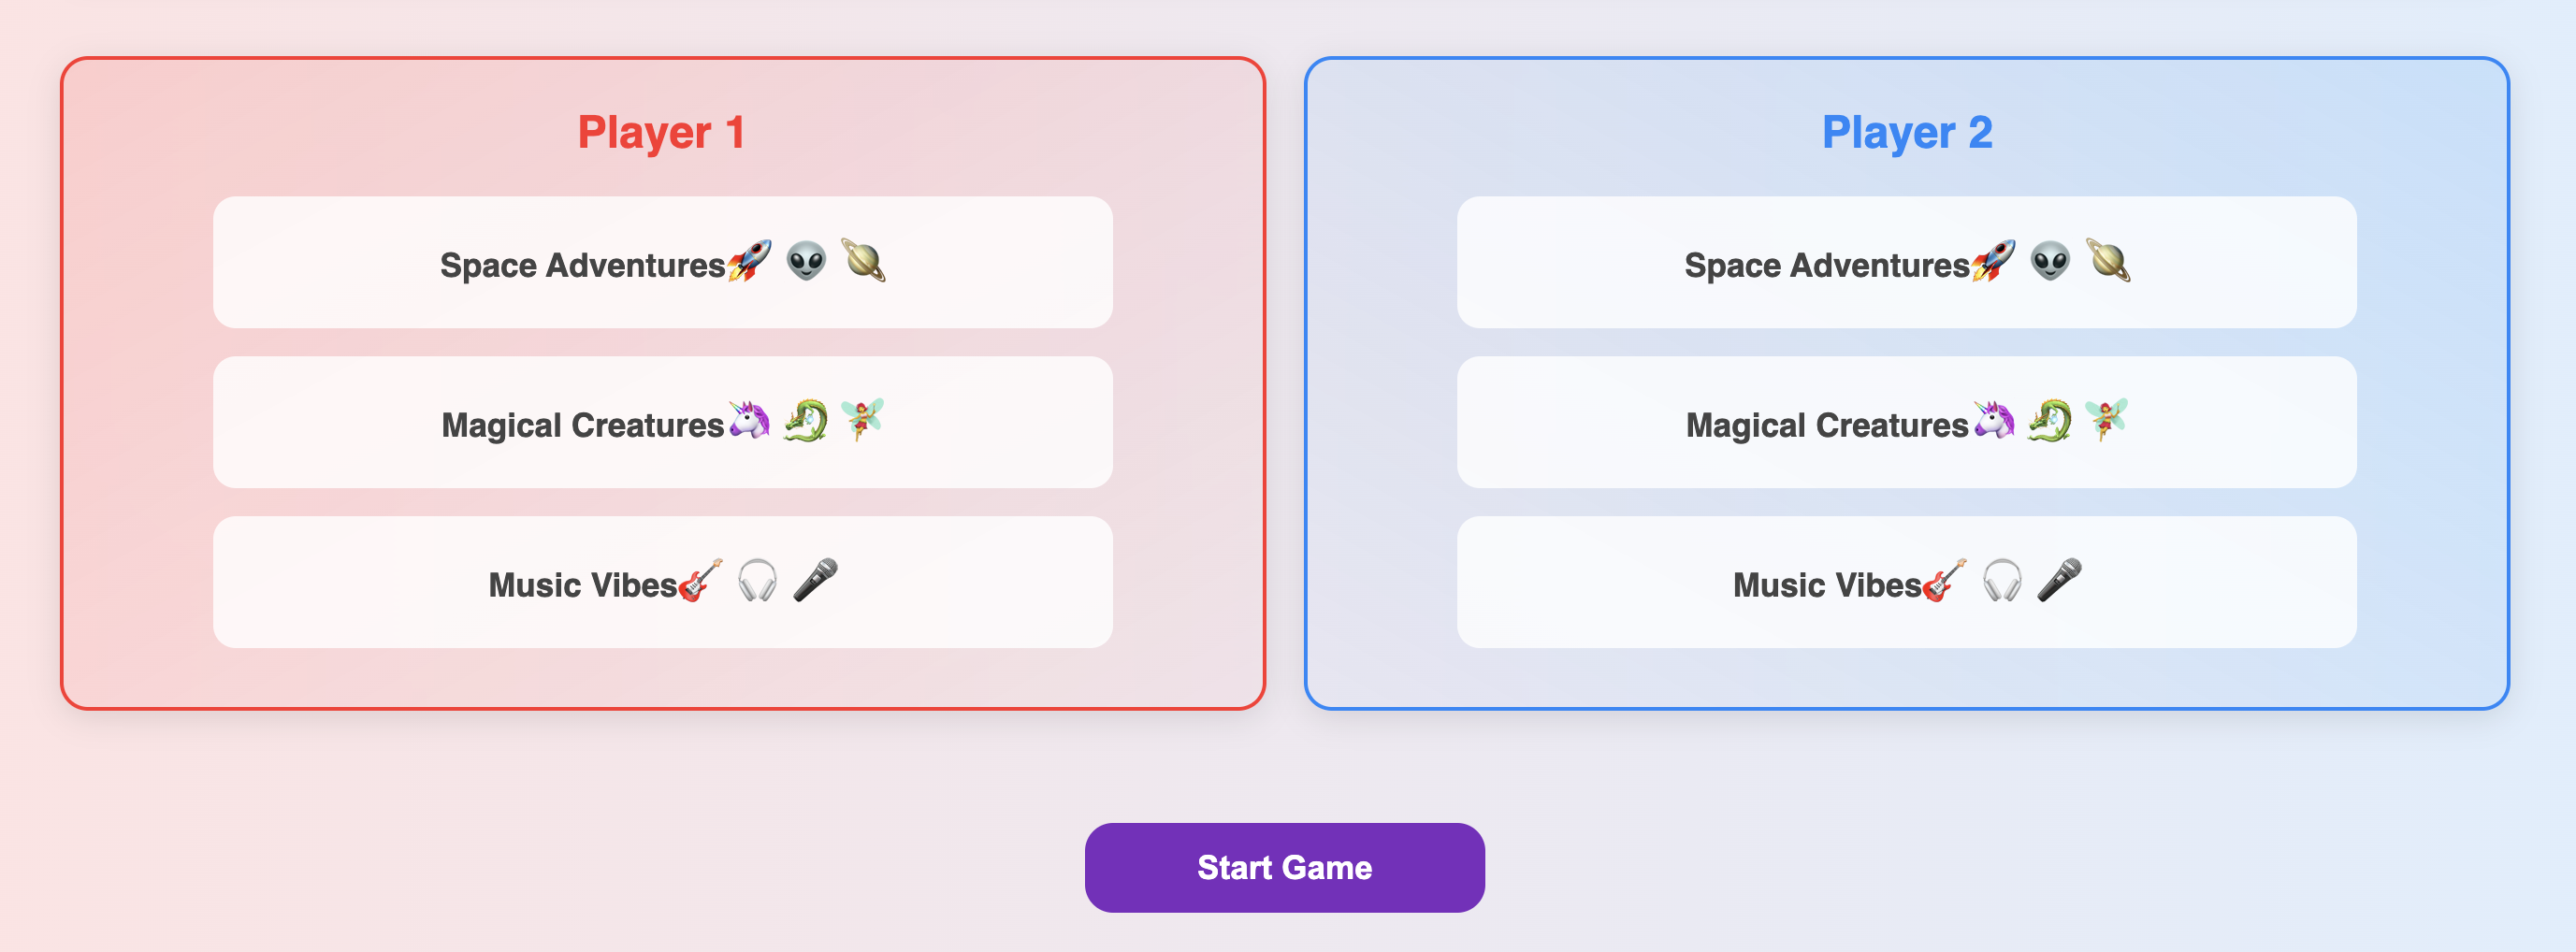 Player 1
Space Adventures🚀 👽 🪐
Magical Creatures🦄 🐉 🧚
Music Vibes🎸 🎧 🎤
Player 2
Space Adventures🚀 👽 🪐
Magical Creatures🦄 🐉 🧚
Music Vibes🎸 🎧 🎤
Start Game